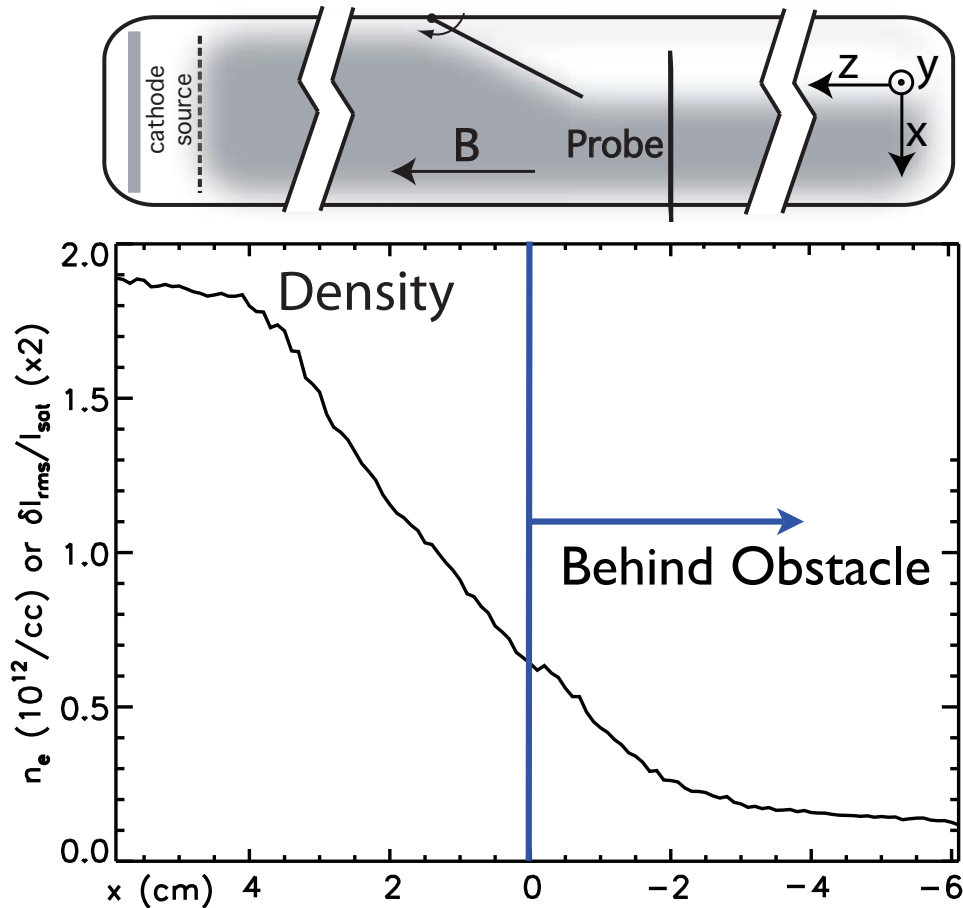 cathode
source
B
Probe
z
y
x
Density
Behind Obstacle
n_e (10^12/cc) or δI_rms/I_sat (×2)
2.0
1.5
1.0
0.5
0.0
x (cm) 4 2 0 −2 −4 −6